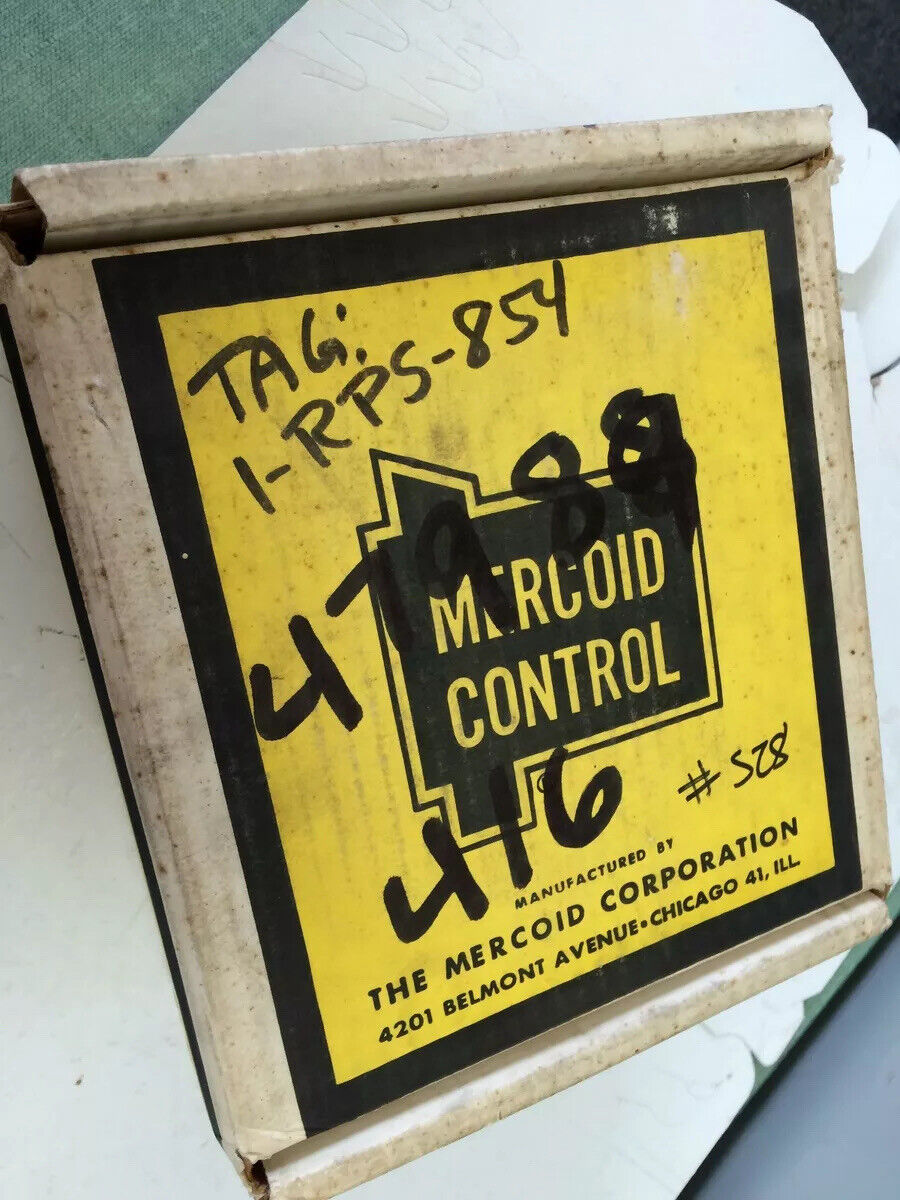 TAG:
1-RPS-854
47989
MERCOID
CONTROL
416
# 528
MANUFACTURED BY
THE MERCOID CORPORATION
4201 BELMONT AVENUE•CHICAGO 41, ILL